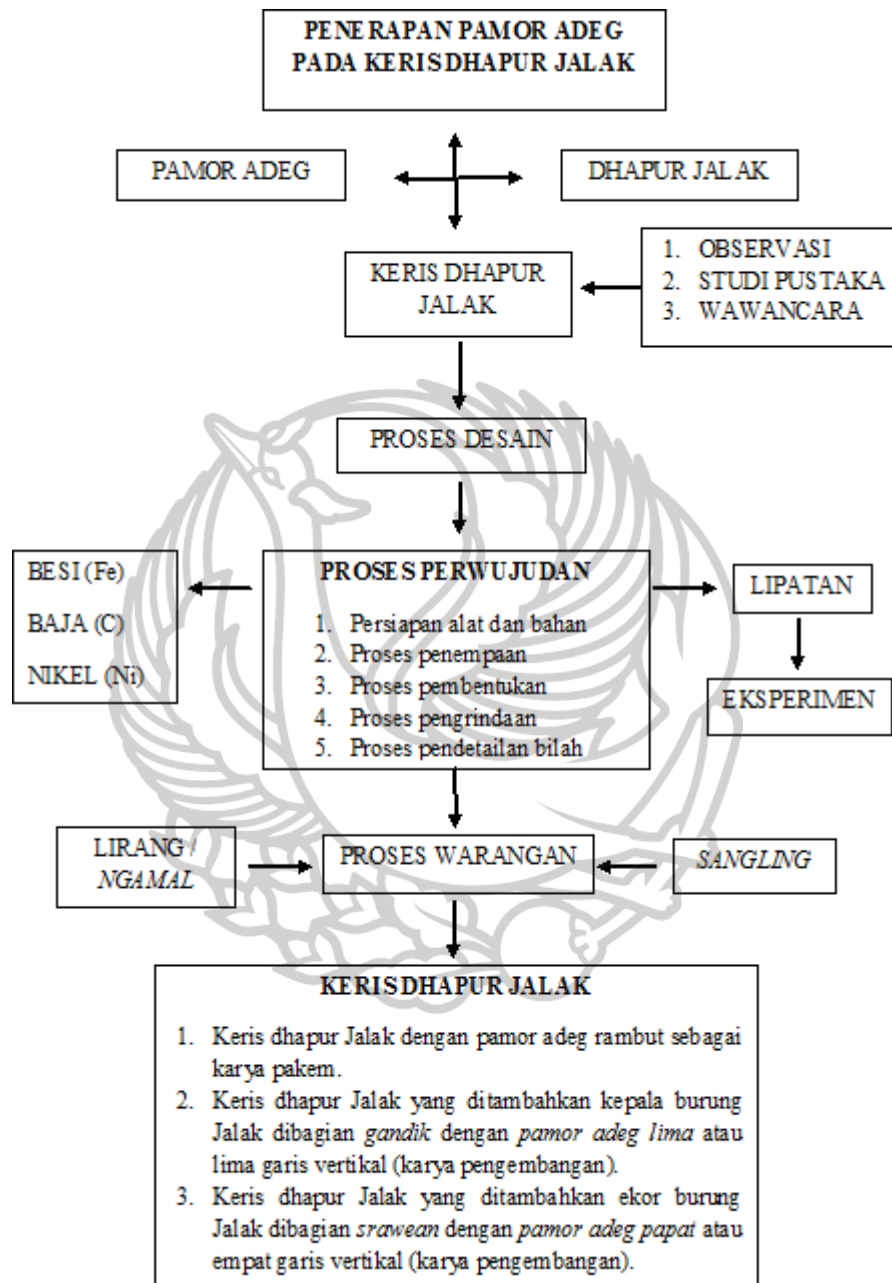 PENERAPAN PAMOR ADEG
PADA KERIS DHAPUR JALAK
PAMOR ADEG
DHAPUR JALAK
KERIS DHAPUR
JALAK
1. OBSERVASI
2. STUDI PUSTAKA
3. WAWANCARA
PROSES DESAIN
BESI (Fe)
BAJA (C)
NIKEL (Ni)
PROSES PERWUJUDAN
1. Persiapan alat dan bahan
2. Proses penempaan
3. Proses pembentukan
4. Proses pengrindaan
5. Proses pendetailan bilah
LIPATAN
EKSPERIMEN
LIRANG /
NGAMAL
PROSES WARANGAN
SANGLING
KERIS DHAPUR JALAK
1. Keris dhapur Jalak dengan pamor adeg rambut sebagai
karya pakem.
2. Keris dhapur Jalak yang ditambahkan kepala burung
Jalak dibagian gandik dengan pamor adeg lima atau
lima garis vertikal (karya pengembangan).
3. Keris dhapur Jalak yang ditambahkan ekor burung
Jalak dibagian srawean dengan pamor adeg papat atau
empat garis vertikal (karya pengembangan).